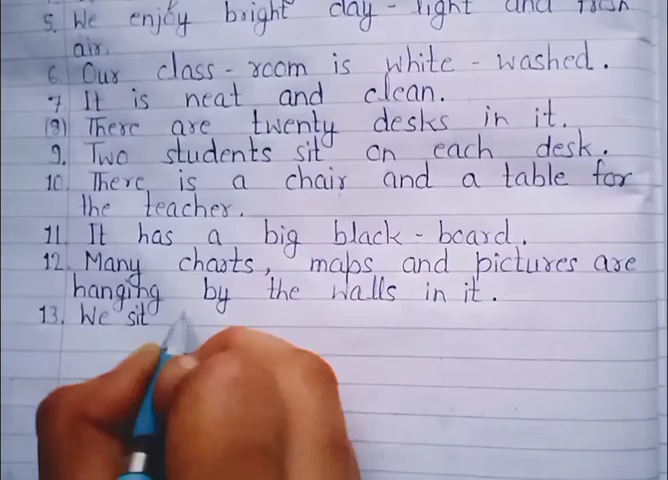 5. We enjoy bright day-light and fresh
air.
6. Our class-room is white-washed.
7. It is neat and clean.
(8) There are twenty desks in it.
9. Two students sit on each desk.
10. There is a chair and a table for
the teacher.
11. It has a big black-board.
12. Many charts, maps and pictures are
hanging by the walls in it.
13. We sit